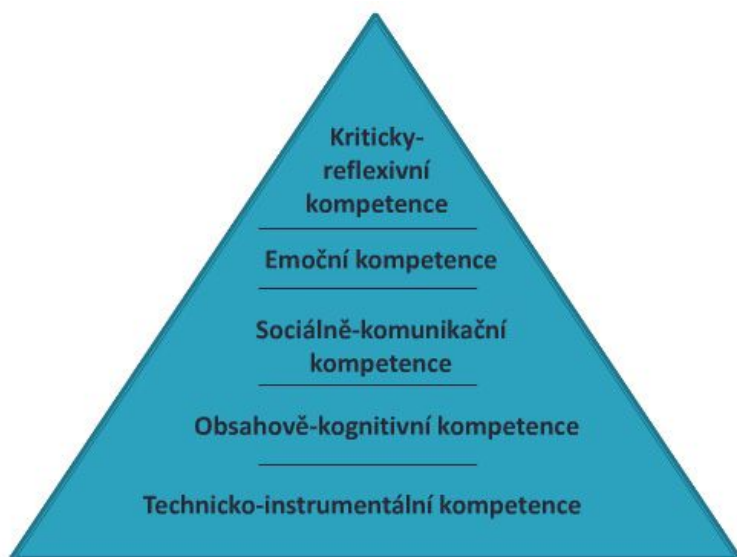 Kriticky-
reflexivní
kompetence
Emoční kompetence
Sociálně-komunikační
kompetence
Obsahově-kognitivní kompetence
Technicko-instrumentální kompetence